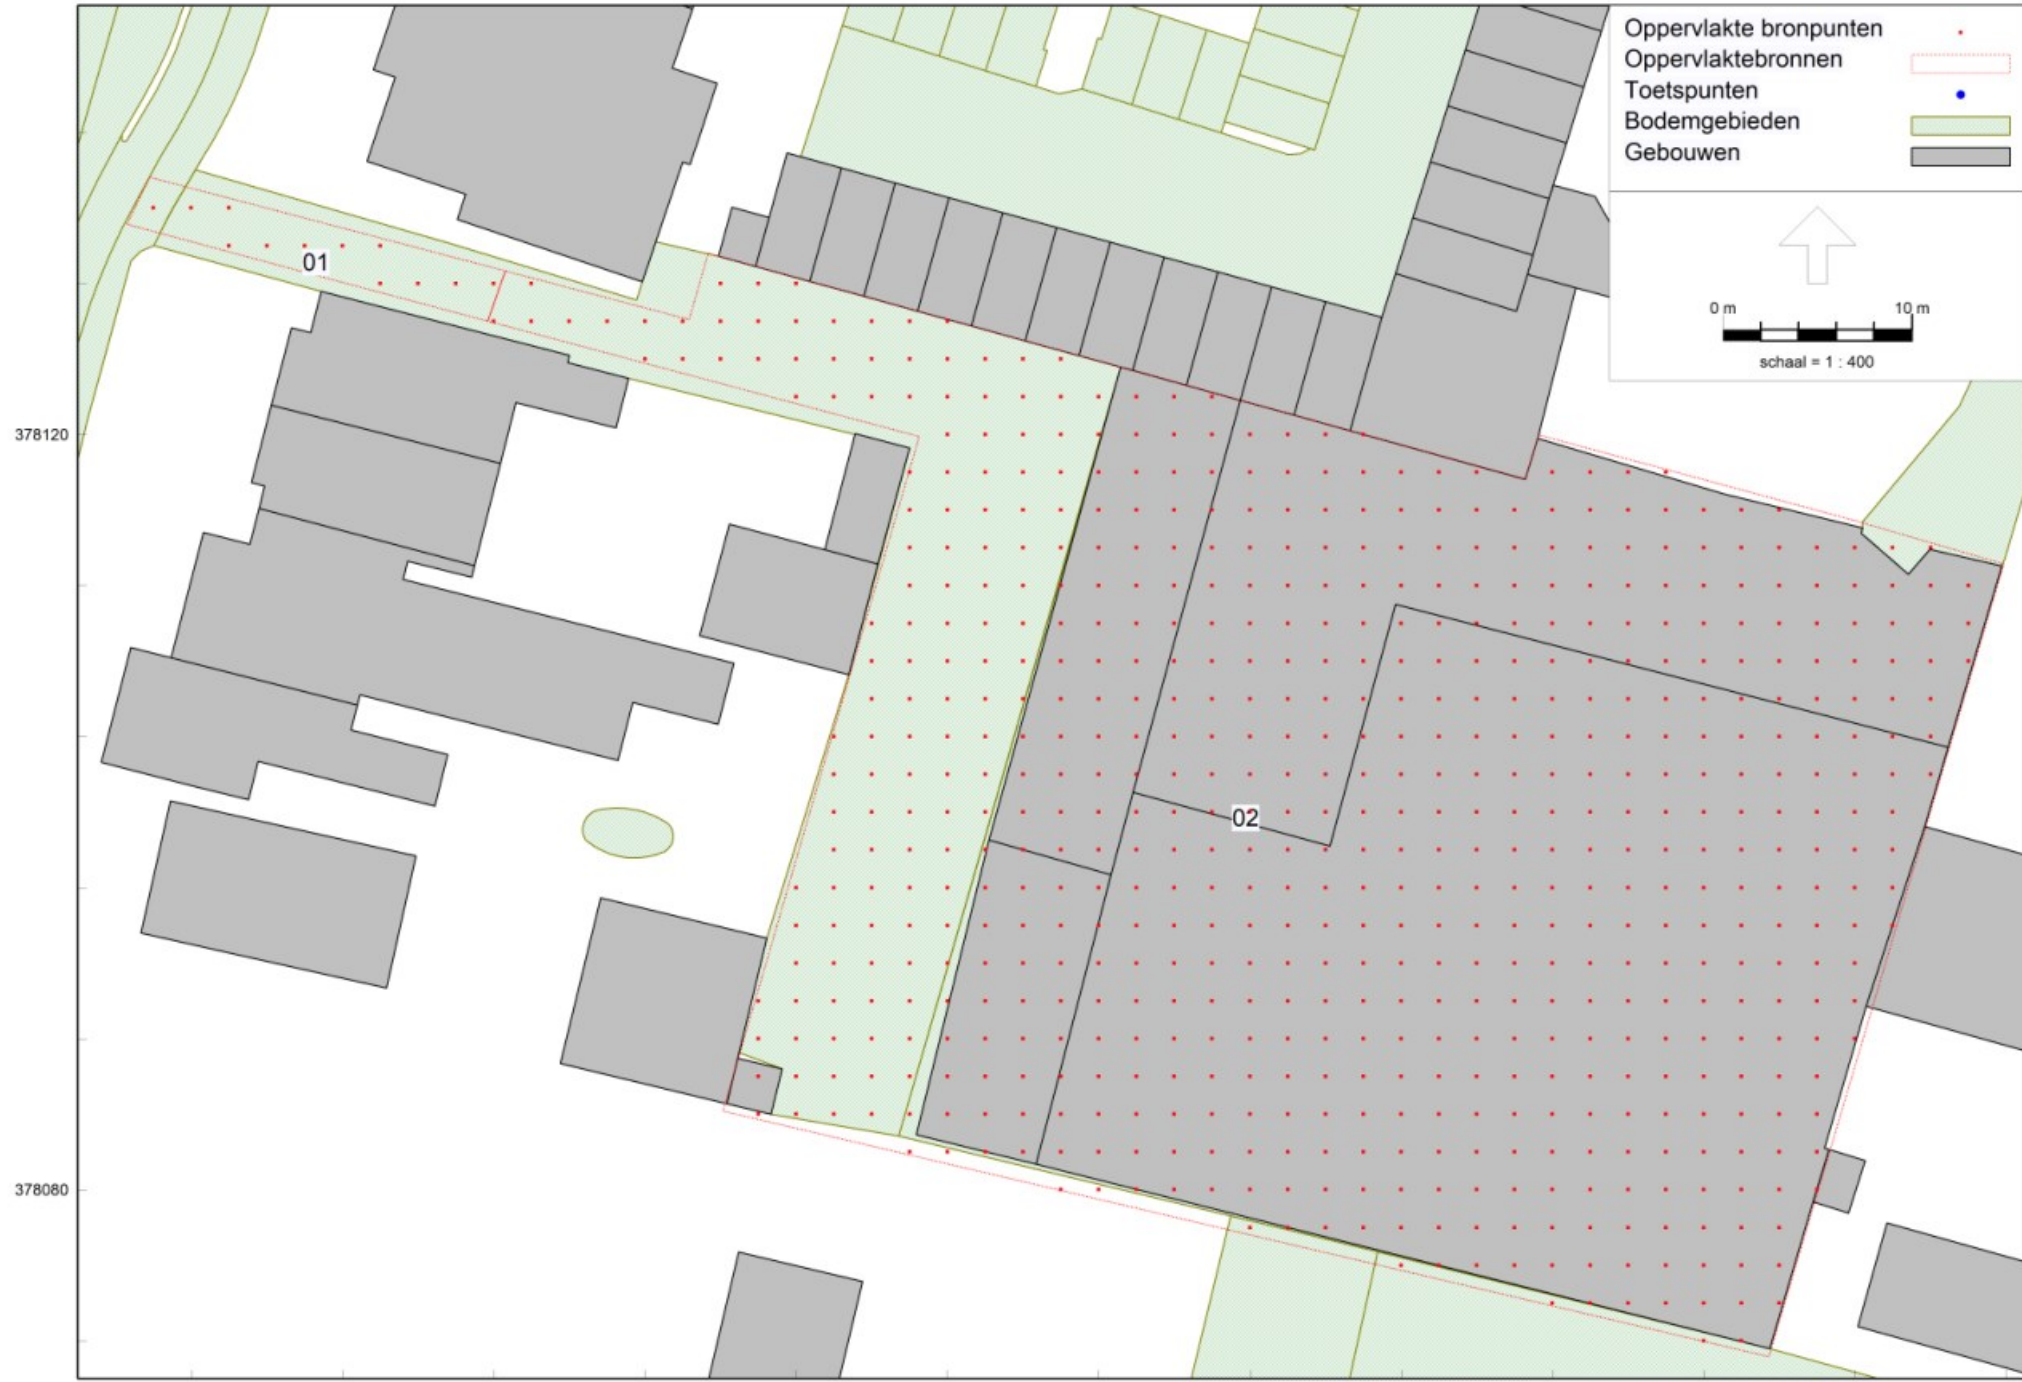 Oppervlakte bronpunten
Oppervlaktebronnen
Toetspunten
Bodemgebieden
Gebouwen
0 m 10 m
schaal = 1 : 400
01
378120
02
378080